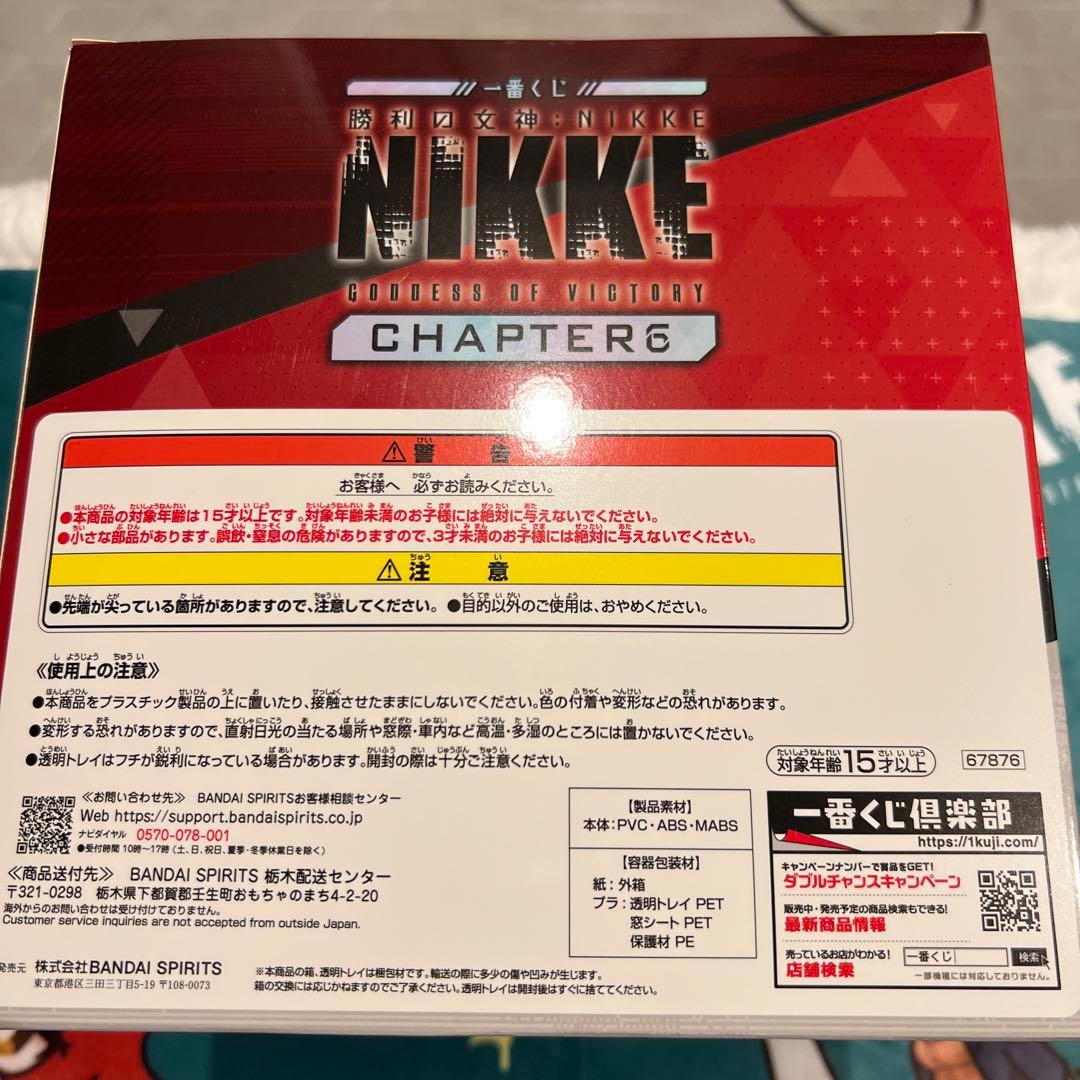 一番くじ
勝利の女神:NIKKE
NIKKE
GODDESS OF VICTORY
CHAPTER6
⚠警告
お客様へ 必ずお読みください。
●本商品の対象年齢は15才以上です。対象年齢未満のお子様には絶対に与えないでください。
●小さな部品があります。誤飲・窒息の危険がありますので、3才未満のお子様には絶対に与えないでください。
⚠注意
●先端が尖っている箇所がありますので、注意してください。 ●目的以外のご使用は、おやめください。
《使用上の注意》
●本商品をプラスチック製品の上に置いたり、接触させたままにしないでください。色の付着や変形などの恐れがあります。
●変形する恐れがありますので、直射日光の当たる場所や窓際・車内など高温・多湿のところには置かないでください。
●透明トレイはフチが鋭利になっている場合があります。開封の際は十分ご注意ください。
対象年齢15才以上
67876
≪お問い合わせ先≫ BANDAI SPIRITSお客様相談センター
Web https://support.bandaispirits.co.jp
ナビダイヤル 0570-078-001
●受付時間 10時～17時(土、日、祝日、夏季・冬季休業日を除く)
≪商品送付先≫ BANDAI SPIRITS 栃木配送センター
〒321-0298 栃木県下都賀郡壬生町おもちゃのまち4-2-20
海外からのお問い合わせは受け付けておりません。
Customer service inquiries are not accepted from outside Japan.
発売元 株式会社BANDAI SPIRITS
東京都港区三田三丁目5-19 〒108-0073
※本商品の箱、透明トレイは梱包材です。輸送の際に多少の傷や凹みが生じます。
箱の交換には応じかねますのでご了承ください。透明トレイは開封後はすぐに捨ててください。
【製品素材】
本体:PVC・ABS・MABS
【容器包装材】
紙:外箱
プラ:透明トレイ PET
窓シート PET
保護材 PE
一番くじ倶楽部
https://1kuji.com/
キャンペーンナンバーで賞品をGET!
ダブルチャンスキャンペーン
販売中・発売予定の商品検索もできる!
最新商品情報
売っているお店がわかる!
店舗検索
一番くじ 検索
一部機種には対応しておりません。